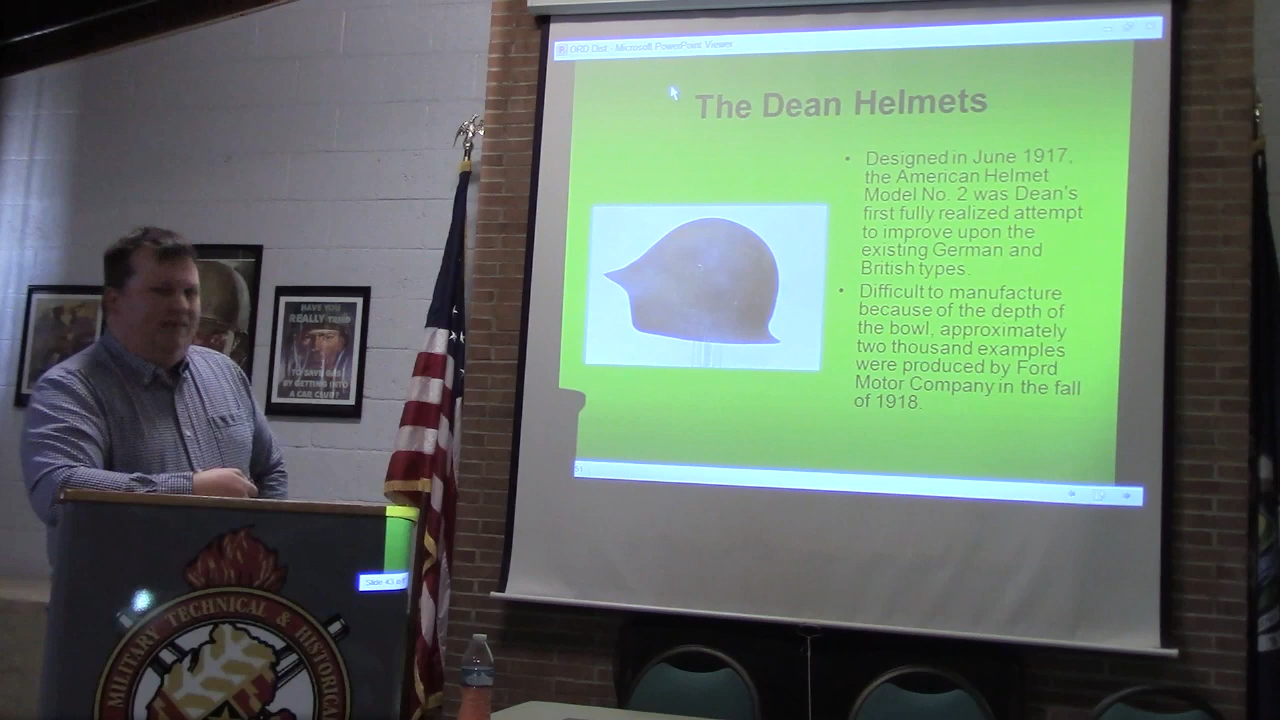 ORD Dist - Microsoft PowerPoint Viewer
The Dean Helmets
• Designed in June 1917,
the American Helmet
Model No. 2 was Dean's
first fully realized attempt
to improve upon the
existing German and
British types.
• Difficult to manufacture
because of the depth of
the bowl, approximately
two thousand examples
were produced by Ford
Motor Company in the fall
of 1918.
HAVE YOU
REALLY TRIED
TO SAVE GAS
BY GETTING INTO
A CAR CLUB?
Slide 43
MILITARY TECHNICAL & HISTORICA